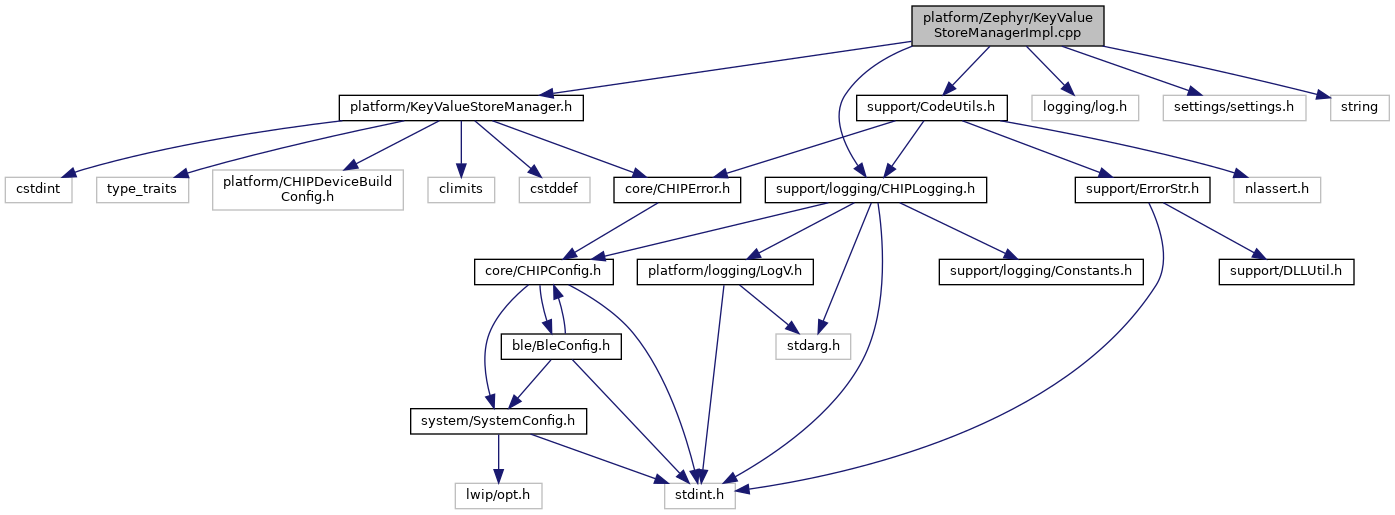 platform/Zephyr/KeyValue
StoreManagerImpl.cpp
platform/KeyValueStoreManager.h
support/CodeUtils.h
logging/log.h
settings/settings.h
string
cstdint
type_traits
platform/CHIPDeviceBuild
Config.h
climits
cstddef
core/CHIPError.h
support/logging/CHIPLogging.h
support/ErrorStr.h
nlassert.h
core/CHIPConfig.h
platform/logging/LogV.h
support/logging/Constants.h
support/DLLUtil.h
ble/BleConfig.h
stdarg.h
system/SystemConfig.h
lwip/opt.h
stdint.h